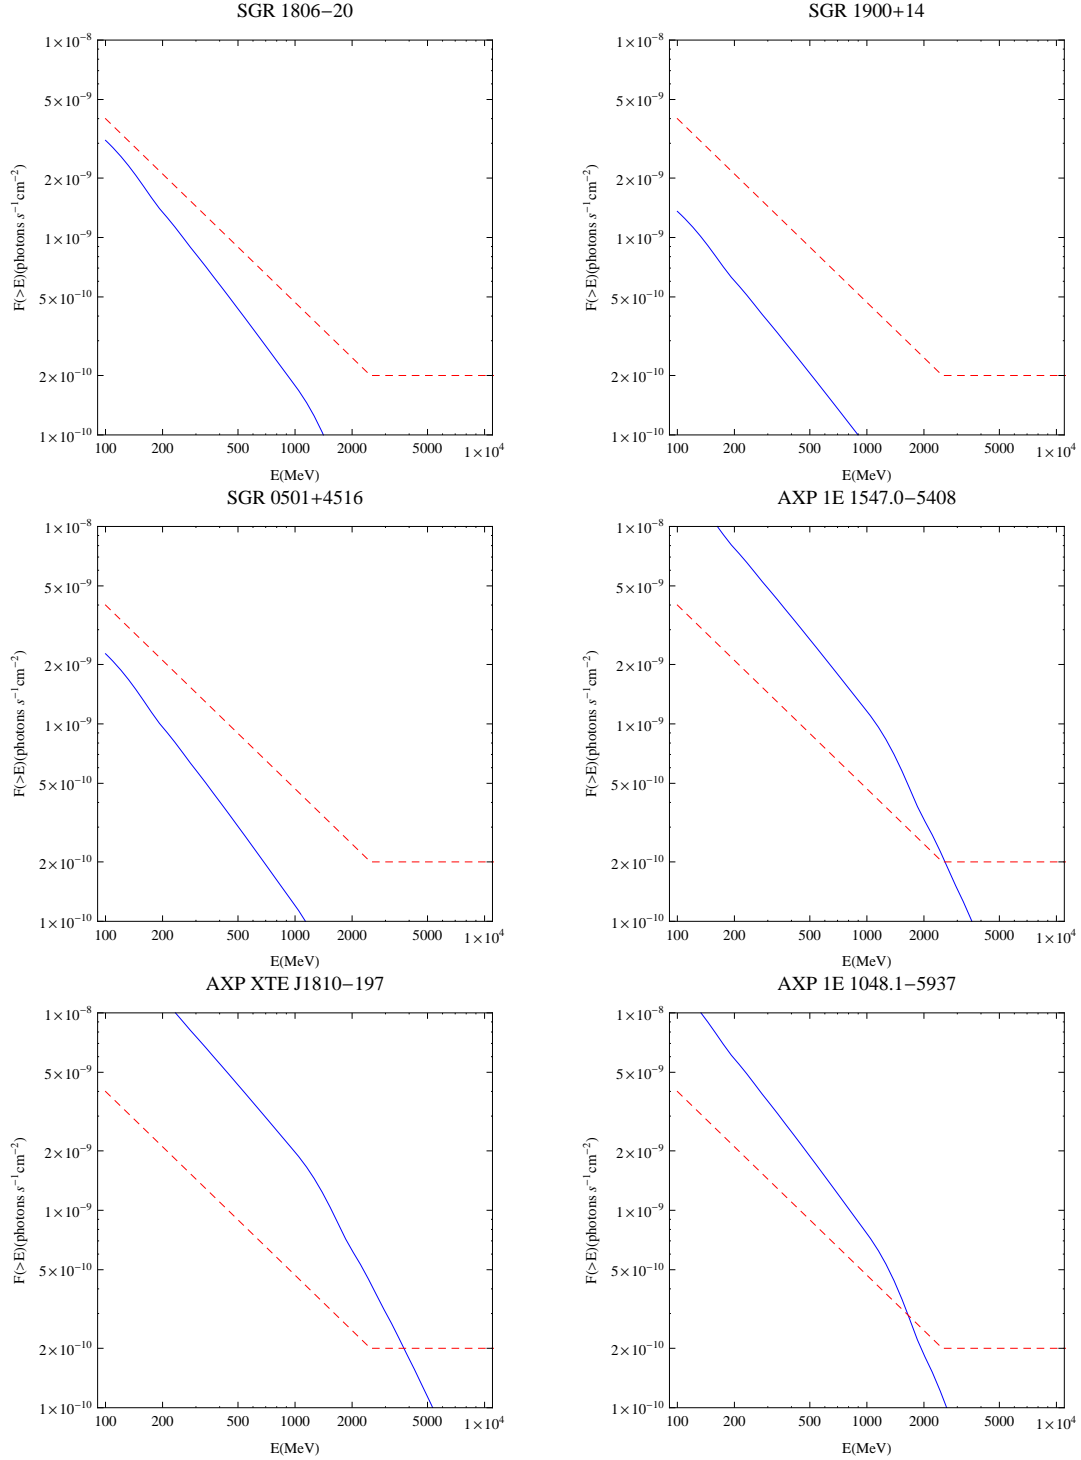 SGR 1806−20
SGR 1900+14
F(>E)(photons s⁻¹cm⁻²)
1×10⁻⁸
5×10⁻⁹
2×10⁻⁹
1×10⁻⁹
5×10⁻¹⁰
2×10⁻¹⁰
1×10⁻¹⁰
100 200 500 1000 2000 5000 1×10⁴
E(MeV)
F(>E)(photons s⁻¹cm⁻²)
1×10⁻⁸
5×10⁻⁹
2×10⁻⁹
1×10⁻⁹
5×10⁻¹⁰
2×10⁻¹⁰
1×10⁻¹⁰
100 200 500 1000 2000 5000 1×10⁴
E(MeV)
SGR 0501+4516
AXP 1E 1547.0−5408
F(>E)(photons s⁻¹cm⁻²)
1×10⁻⁸
5×10⁻⁹
2×10⁻⁹
1×10⁻⁹
5×10⁻¹⁰
2×10⁻¹⁰
1×10⁻¹⁰
100 200 500 1000 2000 5000 1×10⁴
E(MeV)
F(>E)(photons s⁻¹cm⁻²)
1×10⁻⁸
5×10⁻⁹
2×10⁻⁹
1×10⁻⁹
5×10⁻¹⁰
2×10⁻¹⁰
1×10⁻¹⁰
100 200 500 1000 2000 5000 1×10⁴
E(MeV)
AXP XTE J1810−197
AXP 1E 1048.1−5937
F(>E)(photons s⁻¹cm⁻²)
1×10⁻⁸
5×10⁻⁹
2×10⁻⁹
1×10⁻⁹
5×10⁻¹⁰
2×10⁻¹⁰
1×10⁻¹⁰
100 200 500 1000 2000 5000 1×10⁴
E(MeV)
F(>E)(photons s⁻¹cm⁻²)
1×10⁻⁸
5×10⁻⁹
2×10⁻⁹
1×10⁻⁹
5×10⁻¹⁰
2×10⁻¹⁰
1×10⁻¹⁰
100 200 500 1000 2000 5000 1×10⁴
E(MeV)